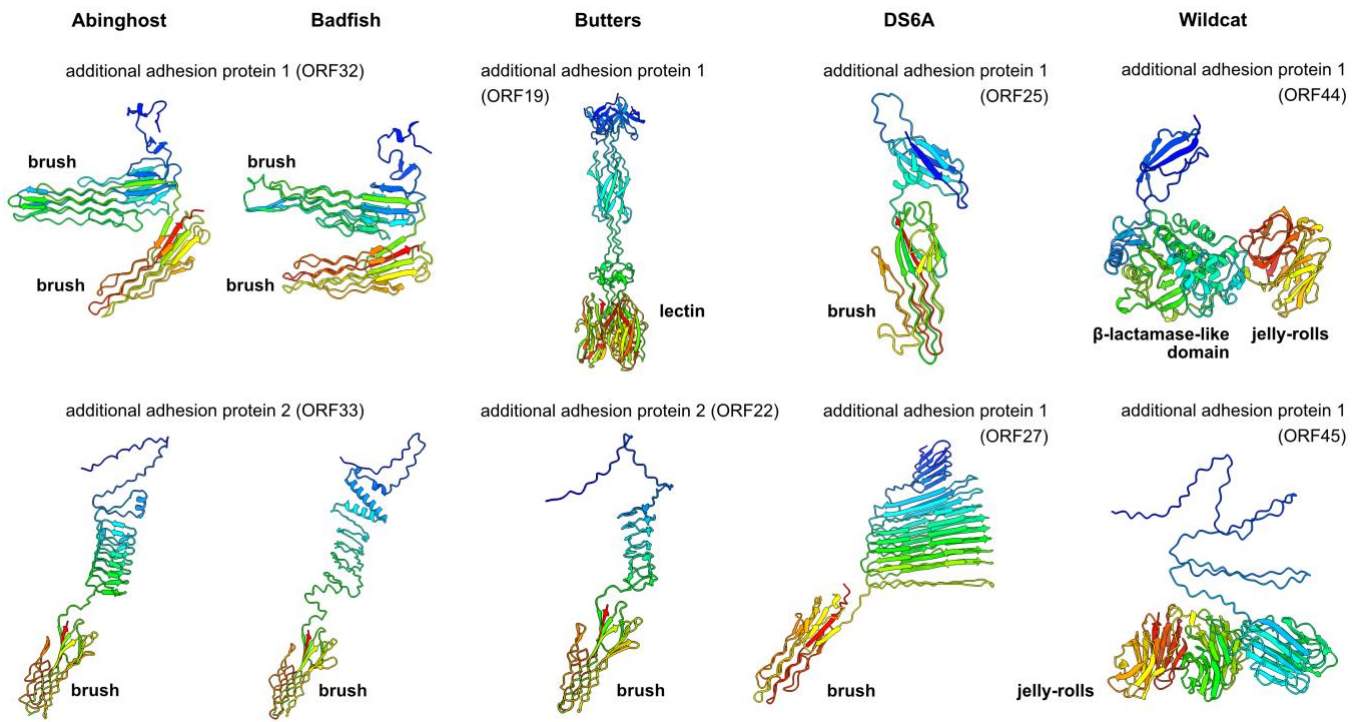 Abinghost
Badfish
Butters
DS6A
Wildcat
additional adhesion protein 1 (ORF32)
additional adhesion protein 1
(ORF19)
additional adhesion protein 1
(ORF25)
additional adhesion protein 1
(ORF44)
brush
brush
brush
brush
lectin
brush
β-lactamase-like
domain
jelly-rolls
additional adhesion protein 2 (ORF33)
additional adhesion protein 2 (ORF22)
additional adhesion protein 1
(ORF27)
additional adhesion protein 1
(ORF45)
brush
brush
brush
brush
jelly-rolls